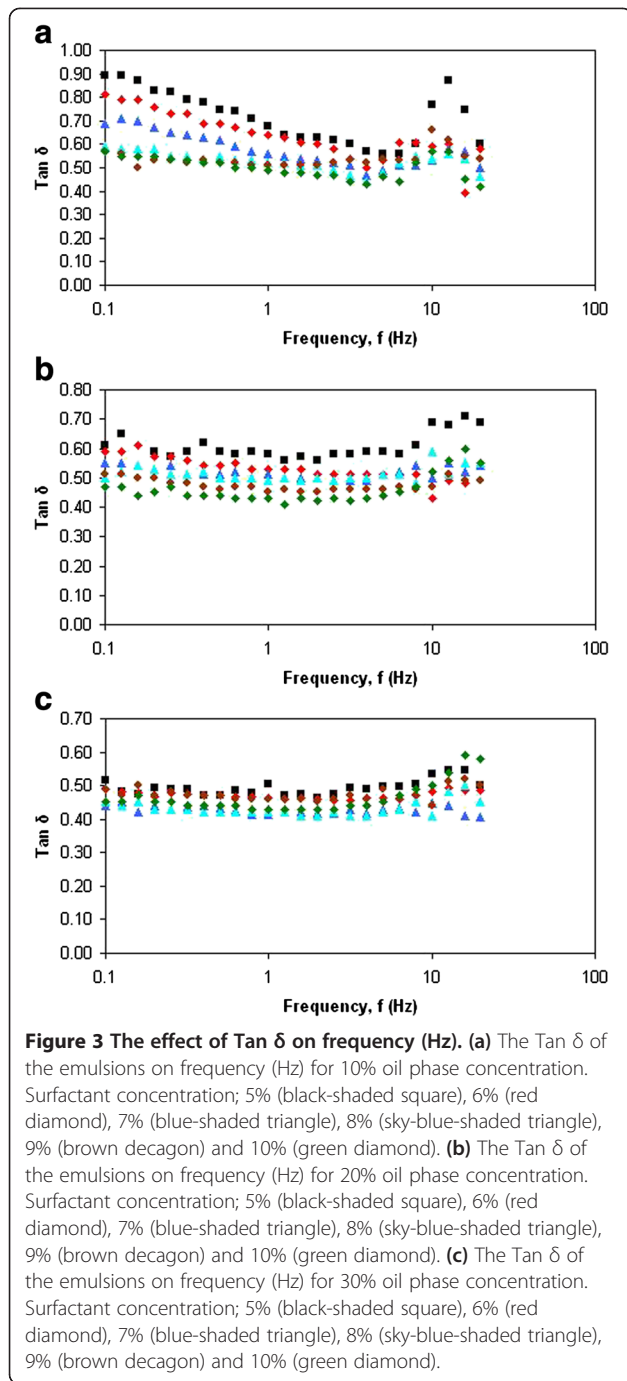 a
1.00
0.90
0.80
0.70
0.60
0.50
0.40
0.30
0.20
0.10
0.00
Tan δ
0.1 1 10 100
Frequency, f (Hz)
b
0.80
0.70
0.60
0.50
0.40
0.30
0.20
0.10
0.00
Tan δ
0.1 1 10 100
Frequency, f (Hz)
c
0.70
0.60
0.50
0.40
0.30
0.20
0.10
0.00
Tan δ
0.1 1 10 100
Frequency, f (Hz)
Figure 3 The effect of Tan δ on frequency (Hz). (a) The Tan δ of
the emulsions on frequency (Hz) for 10% oil phase concentration.
Surfactant concentration; 5% (black-shaded square), 6% (red
diamond), 7% (blue-shaded triangle), 8% (sky-blue-shaded triangle),
9% (brown decagon) and 10% (green diamond). (b) The Tan δ of
the emulsions on frequency (Hz) for 20% oil phase concentration.
Surfactant concentration; 5% (black-shaded square), 6% (red
diamond), 7% (blue-shaded triangle), 8% (sky-blue-shaded triangle),
9% (brown decagon) and 10% (green diamond). (c) The Tan δ of
the emulsions on frequency (Hz) for 30% oil phase concentration.
Surfactant concentration; 5% (black-shaded square), 6% (red
diamond), 7% (blue-shaded triangle), 8% (sky-blue-shaded triangle),
9% (brown decagon) and 10% (green diamond).